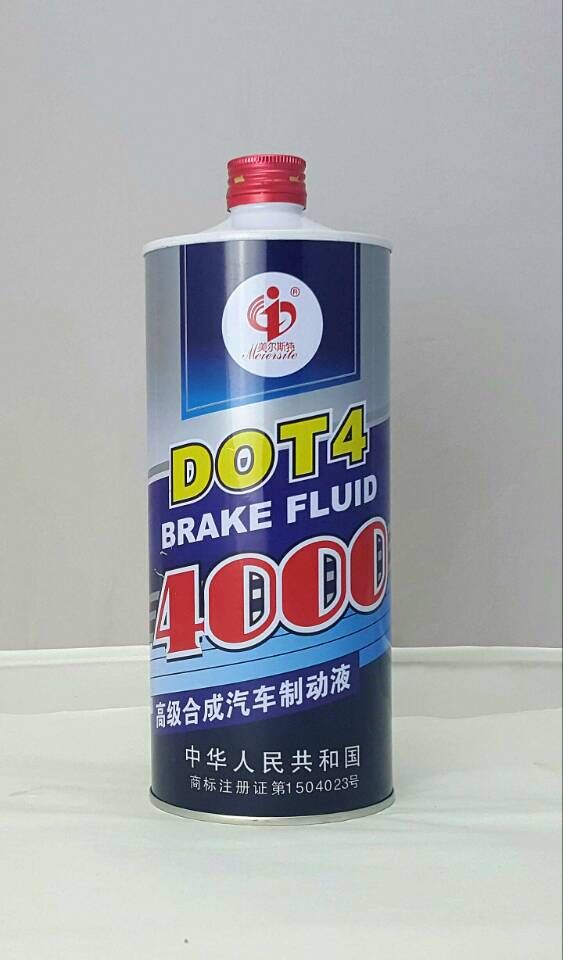 ®
美尔斯特
Meiersite
DOT4
BRAKE FLUID
4000
高级合成汽车制动液
中华人民共和国
商标注册证第1504023号